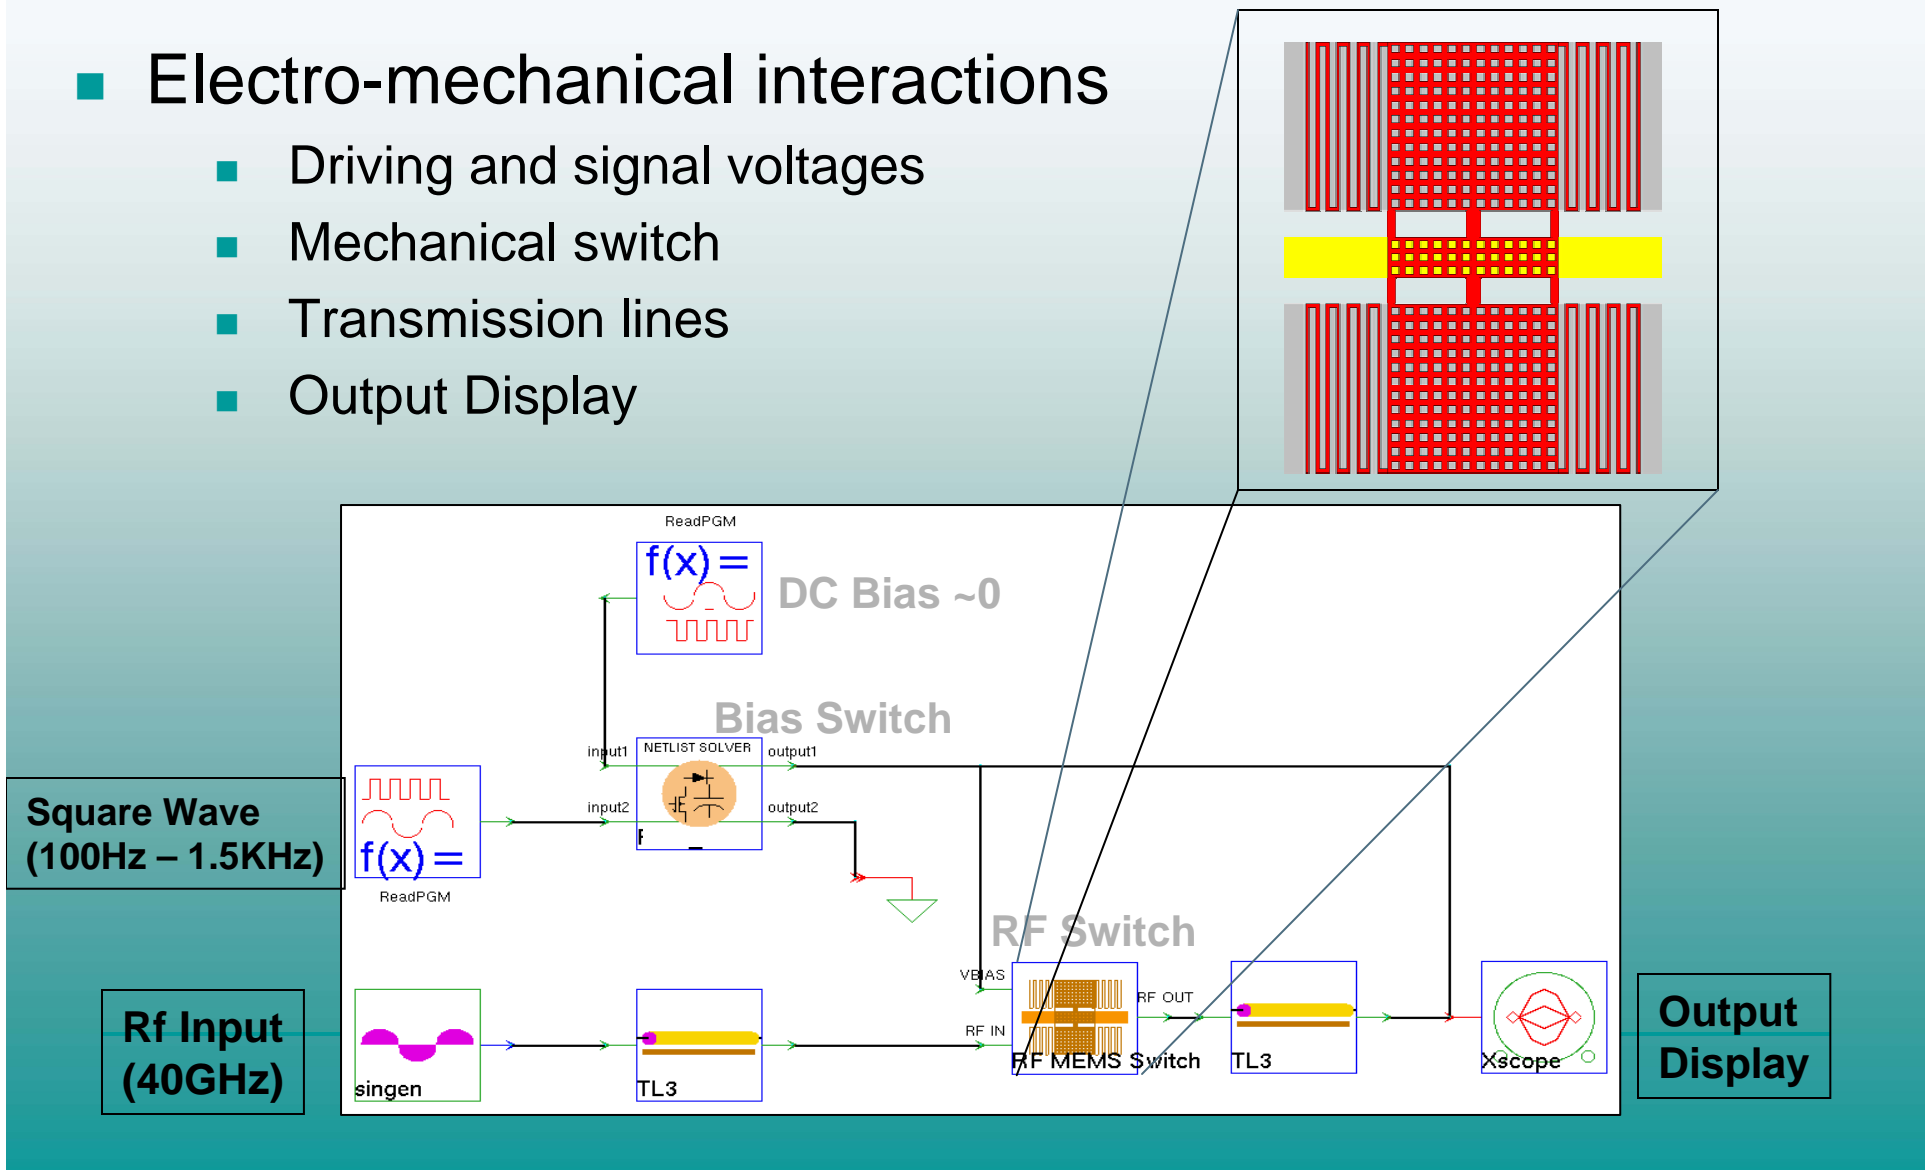 Electro-mechanical interactions
Driving and signal voltages
Mechanical switch
Transmission lines
Output Display
ReadPGM
f(x)=
DC Bias ~0
Bias Switch
input1
NETLIST SOLVER
output1
input2
output2
F
Square Wave
(100Hz – 1.5KHz)
f(x)=
ReadPGM
RF Switch
VBIAS
RF OUT
RF IN
Rf Input
(40GHz)
singen
TL3
RF MEMS Switch
TL3
Xscope
Output
Display